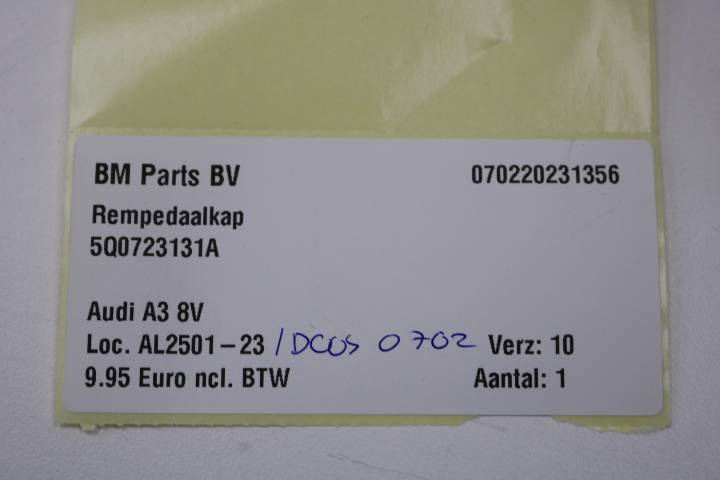 BM Parts BV 070220231356
Rempedaalkap
5Q0723131A
Audi A3 8V
Loc. AL2501-23 / DCOS 0702 Verz: 10
9.95 Euro ncl. BTW Aantal: 1